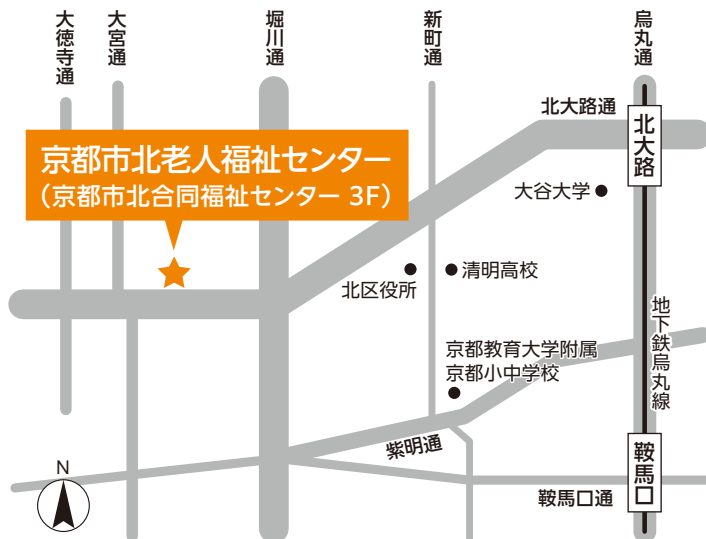 大徳寺通
大宮通
堀川通
新町通
烏丸通
北大路通
北大路
京都市北老人福祉センター
(京都市北合同福祉センター 3F)
大谷大学
清明高校
北区役所
地下鉄烏丸線
京都教育大学附属
京都小中学校
紫明通
鞍馬口
N
鞍馬口通